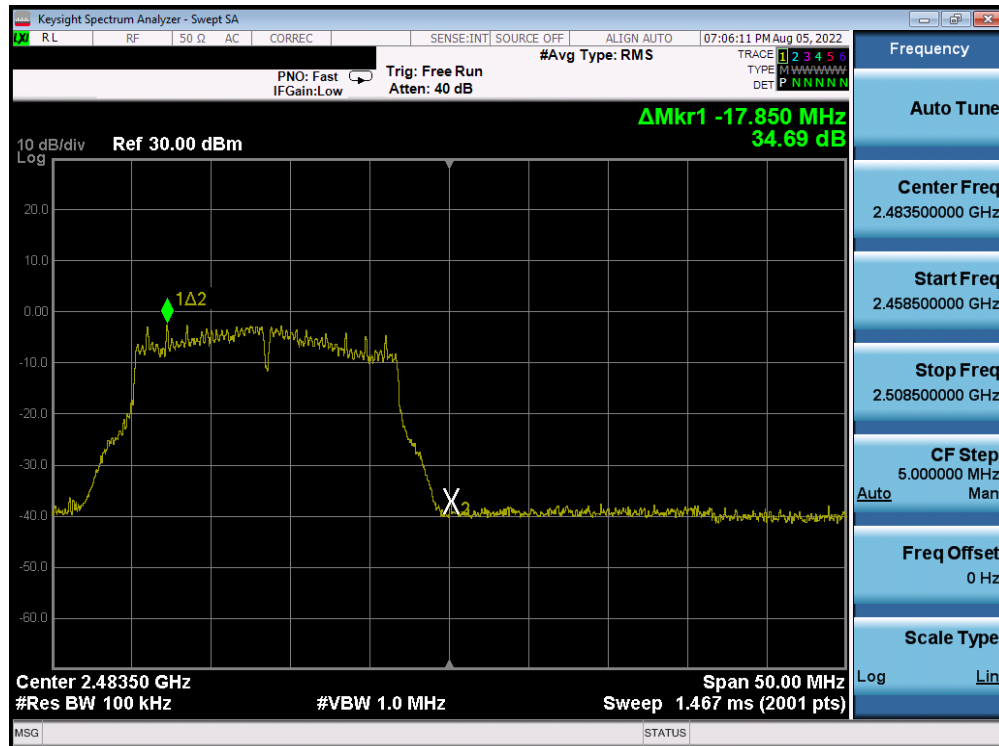 Keysight Spectrum Analyzer - Swept SA
LXI RL RF 50 Ω AC CORREC SENSE:INT SOURCE OFF ALIGN AUTO 07:06:11 PM Aug 05, 2022
#Avg Type: RMS
TRACE 1 2 3 4 5 6
TYPE M W W W W W
DET P N N N N N
PNO: Fast
IFGain:Low
Trig: Free Run
Atten: 40 dB
ΔMkr1 -17.850 MHz
34.69 dB
10 dB/div Ref 30.00 dBm
Log
20.0
10.0
0.00
-10.0
-20.0
-30.0
-40.0
-50.0
-60.0
1Δ2
X2
Center 2.48350 GHz Span 50.00 MHz
#Res BW 100 kHz #VBW 1.0 MHz Sweep 1.467 ms (2001 pts)
MSG STATUS
Frequency
Auto Tune
Center Freq
2.483500000 GHz
Start Freq
2.458500000 GHz
Stop Freq
2.508500000 GHz
CF Step
5.000000 MHz
Auto Man
Freq Offset
0 Hz
Scale Type
Log Lin